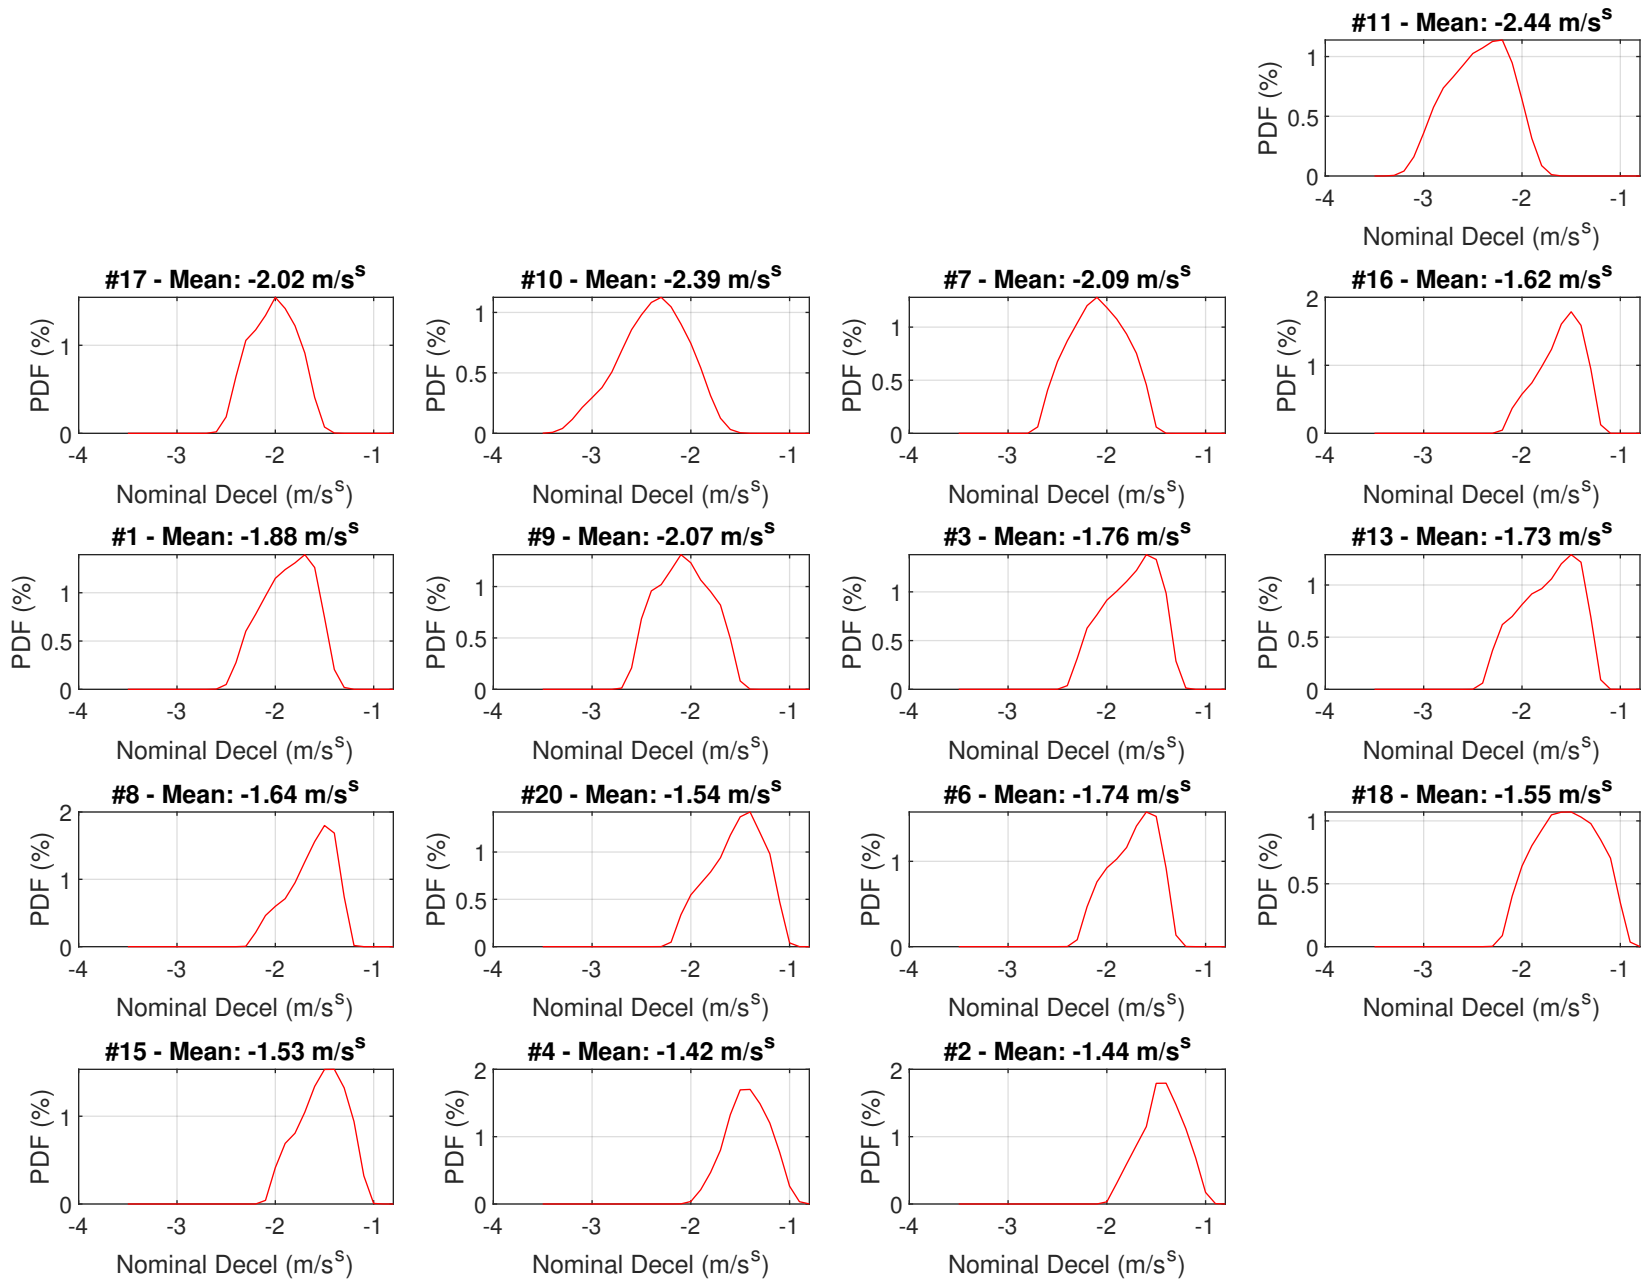 #11 - Mean: -2.44 m/s^s
PDF (%)
1
0.5
0
-4 -3 -2 -1
Nominal Decel (m/s^s)
#17 - Mean: -2.02 m/s^s
PDF (%)
1
0
-4 -3 -2 -1
Nominal Decel (m/s^s)
#10 - Mean: -2.39 m/s^s
PDF (%)
1
0.5
0
-4 -3 -2 -1
Nominal Decel (m/s^s)
#7 - Mean: -2.09 m/s^s
PDF (%)
1
0.5
0
-4 -3 -2 -1
Nominal Decel (m/s^s)
#16 - Mean: -1.62 m/s^s
PDF (%)
2
1
0
-4 -3 -2 -1
Nominal Decel (m/s^s)
#1 - Mean: -1.88 m/s^s
PDF (%)
1
0.5
0
-4 -3 -2 -1
Nominal Decel (m/s^s)
#9 - Mean: -2.07 m/s^s
PDF (%)
1
0.5
0
-4 -3 -2 -1
Nominal Decel (m/s^s)
#3 - Mean: -1.76 m/s^s
PDF (%)
1
0.5
0
-4 -3 -2 -1
Nominal Decel (m/s^s)
#13 - Mean: -1.73 m/s^s
PDF (%)
1
0.5
0
-4 -3 -2 -1
Nominal Decel (m/s^s)
#8 - Mean: -1.64 m/s^s
PDF (%)
2
1
0
-4 -3 -2 -1
Nominal Decel (m/s^s)
#20 - Mean: -1.54 m/s^s
PDF (%)
1
0.5
0
-4 -3 -2 -1
Nominal Decel (m/s^s)
#6 - Mean: -1.74 m/s^s
PDF (%)
1
0
-4 -3 -2 -1
Nominal Decel (m/s^s)
#18 - Mean: -1.55 m/s^s
PDF (%)
1
0.5
0
-4 -3 -2 -1
Nominal Decel (m/s^s)
#15 - Mean: -1.53 m/s^s
PDF (%)
1
0
-4 -3 -2 -1
Nominal Decel (m/s^s)
#4 - Mean: -1.42 m/s^s
PDF (%)
2
1
0
-4 -3 -2 -1
Nominal Decel (m/s^s)
#2 - Mean: -1.44 m/s^s
PDF (%)
2
1
0
-4 -3 -2 -1
Nominal Decel (m/s^s)